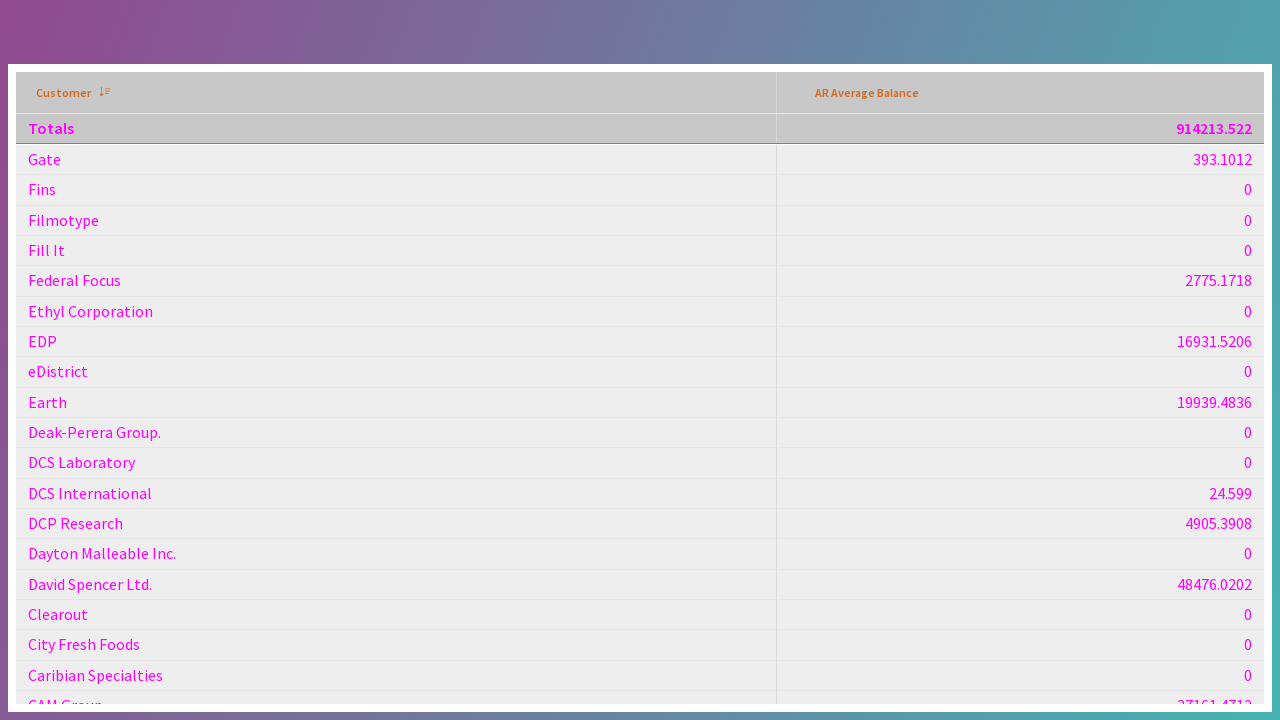 Customer AR Average Balance
Totals 914213.522
Gate 393.1012
Fins 0
Filmotype 0
Fill It 0
Federal Focus 2775.1718
Ethyl Corporation 0
EDP 16931.5206
eDistrict 0
Earth 19939.4836
Deak-Perera Group. 0
DCS Laboratory 0
DCS International 24.599
DCP Research 4905.3908
Dayton Malleable Inc. 0
David Spencer Ltd. 48476.0202
Clearout 0
City Fresh Foods 0
Caribian Specialties 0